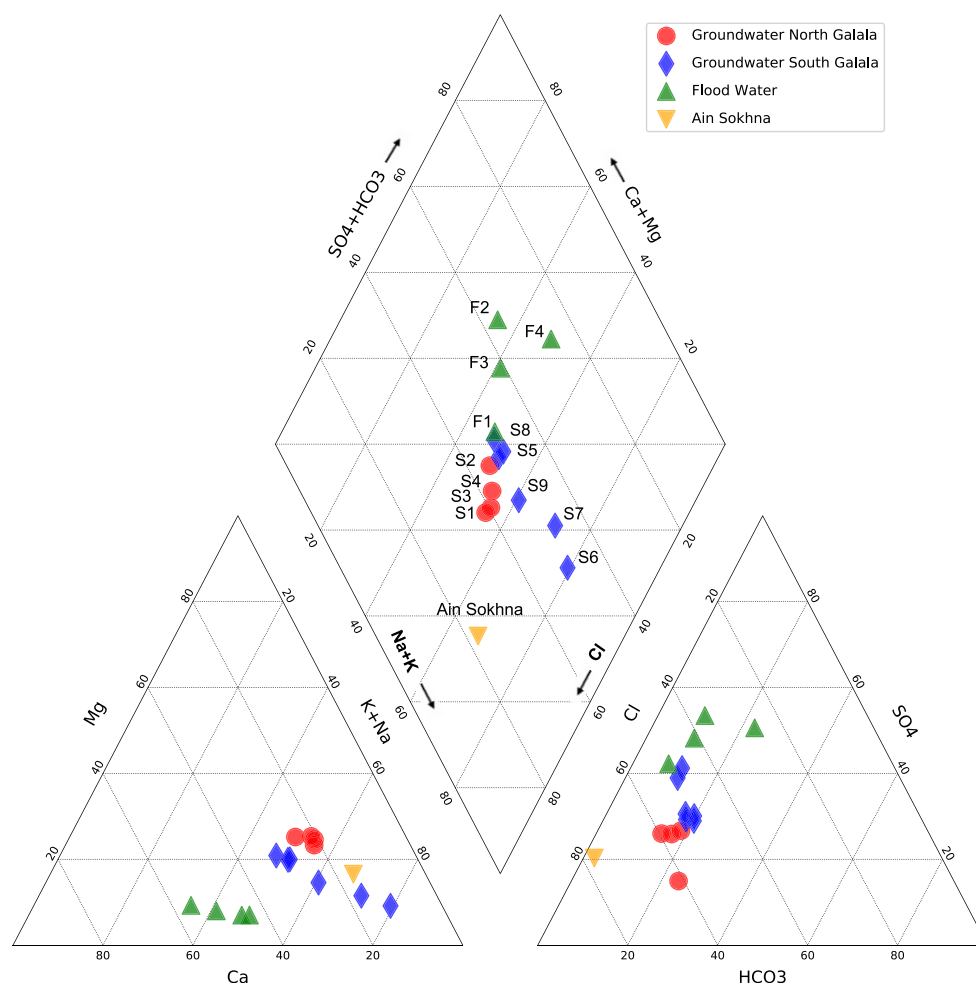 Groundwater North Galala
Groundwater South Galala
Flood Water
Ain Sokhna
80
80
SO4+HCO3
60
60
Ca+Mg
40
40
F2
F4
20
20
F3
F1
S8
S5
S2
S4
S9
S3
S1
S7
20
20
S6
80
20
Ain Sokhna
20
80
40
40
Na+K
Cl
60
40
40
60
Mg
K+Na
60
60
Cl
SO4
40
60
60
40
80
80
20
80
80
20
80
60
40
20
Ca
20
40
60
80
HCO3